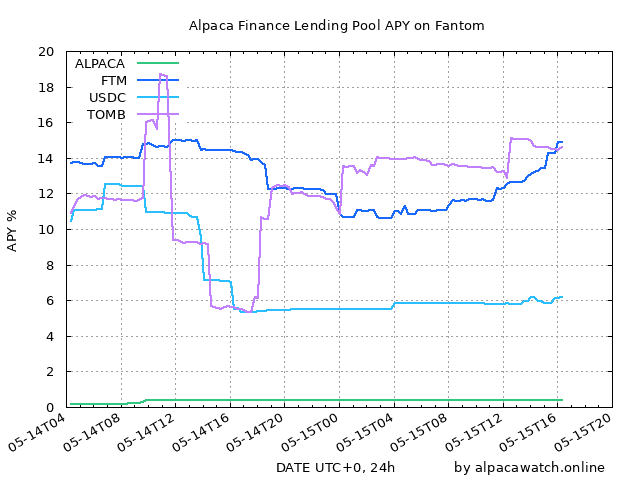 Alpaca Finance Lending Pool APY on Fantom
20
18
16
14
12
10
8
6
4
2
0
APY %
ALPACA
FTM
USDC
TOMB
05-14T04
05-14T08
05-14T12
05-14T16
05-14T20
05-15T00
05-15T04
05-15T08
05-15T12
05-15T16
05-15T20
DATE UTC+0, 24h
by alpacawatch.online